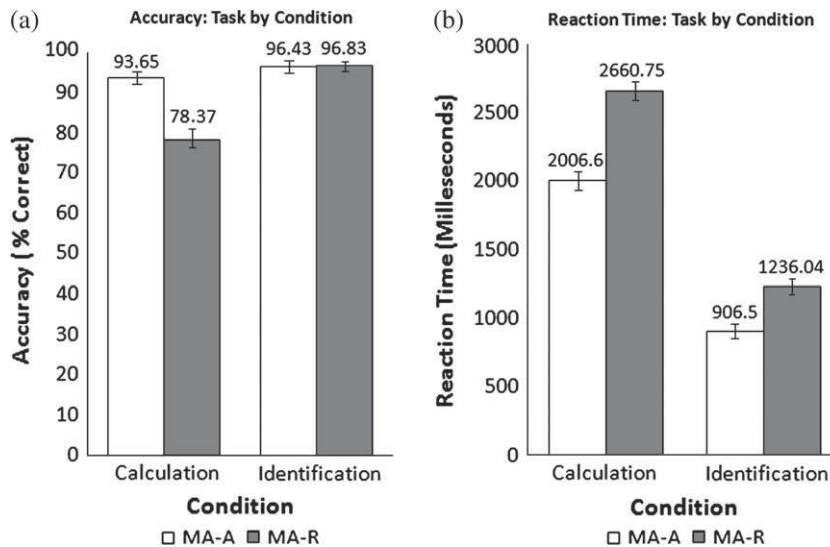 (a)
Accuracy: Task by Condition
Accuracy ( % Correct)
100
90
80
70
60
50
40
30
20
10
0
93.65
78.37
96.43 96.83
Calculation Identification
Condition
MA-A MA-R
(b)
Reaction Time: Task by Condition
Reaction Time (Milleseconds)
3000
2500
2000
1500
1000
500
0
2006.6
2660.75
906.5
1236.04
Calculation Identification
Condition
MA-A MA-R